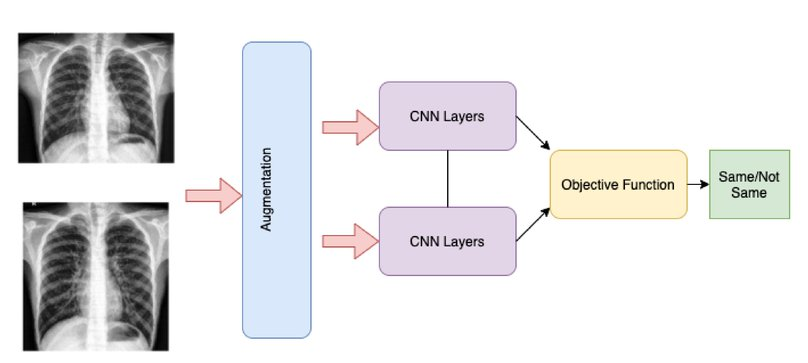 Augmentation
CNN Layers
CNN Layers
Objective Function
Same/Not
Same